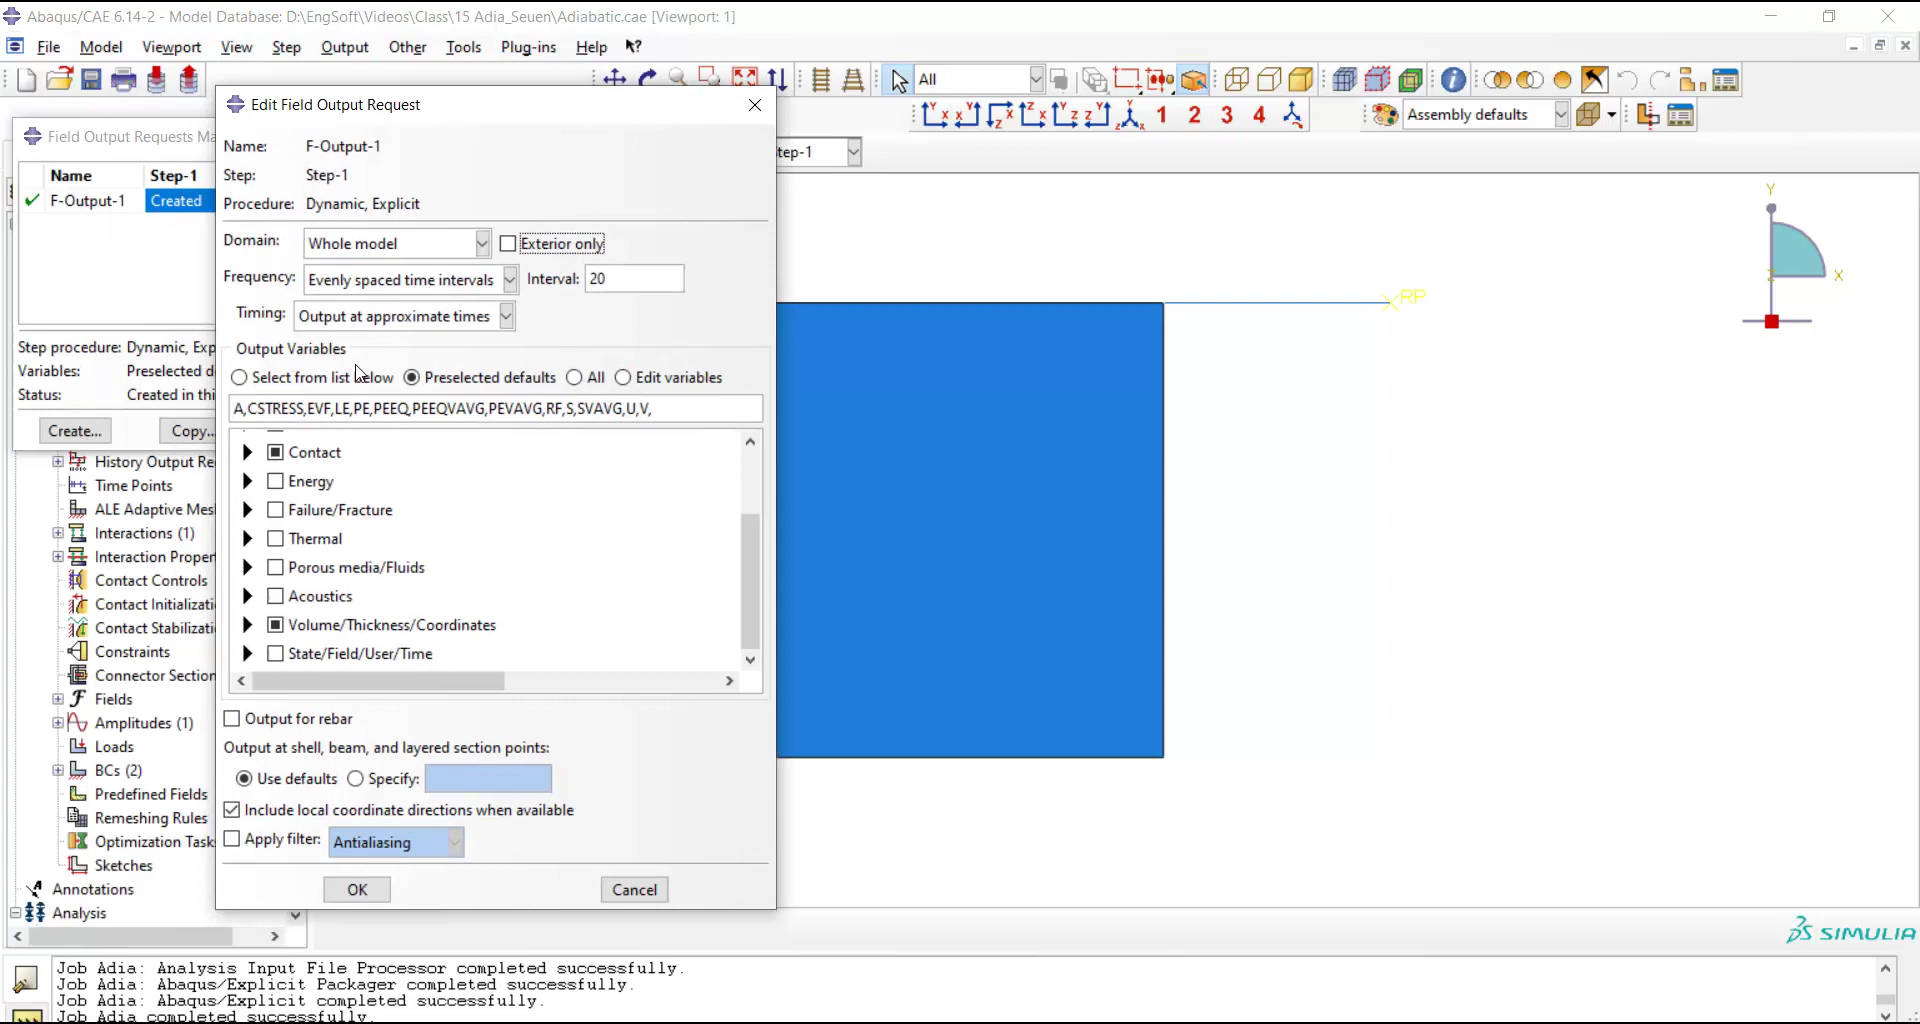 Abaqus/CAE 6.14-2 - Model Database: D:\EngSoft\Videos\Class\15 Adia_Seuen\Adiabatic.cae [Viewport: 1]
File Model Viewport View Step Output Other Tools Plug-ins Help
All
1 2 3 4
Assembly defaults
Field Output Requests Ma
Name Step-1
F-Output-1 Created
Step procedure: Dynamic, Exp
Variables: Preselected d
Status: Created in thi
Create... Copy...
History Output Re
Time Points
ALE Adaptive Mes
Interactions (1)
Interaction Proper
Contact Controls
Contact Initializati
Contact Stabilizati
Constraints
Connector Section
Fields
Amplitudes (1)
Loads
BCs (2)
Predefined Fields
Remeshing Rules
Optimization Task
Sketches
Annotations
Analysis
Edit Field Output Request
Name: F-Output-1
Step: Step-1
Procedure: Dynamic, Explicit
Domain: Whole model Exterior only
Frequency: Evenly spaced time intervals Interval: 20
Timing: Output at approximate times
Output Variables
Select from list below Preselected defaults All Edit variables
A,CSTRESS,EVF,LE,PE,PEEQ,PEEQVAVG,PEVAVG,RF,S,SVAVG,U,V,
Contact
Energy
Failure/Fracture
Thermal
Porous media/Fluids
Acoustics
Volume/Thickness/Coordinates
State/Field/User/Time
Output for rebar
Output at shell, beam, and layered section points:
Use defaults Specify:
Include local coordinate directions when available
Apply filter: Antialiasing
OK Cancel
tep-1
RP
Y
Z X
SIMULIA
Job Adia: Analysis Input File Processor completed successfully.
Job Adia: Abaqus/Explicit Packager completed successfully.
Job Adia: Abaqus/Explicit completed successfully.
Job Adia completed successfully.